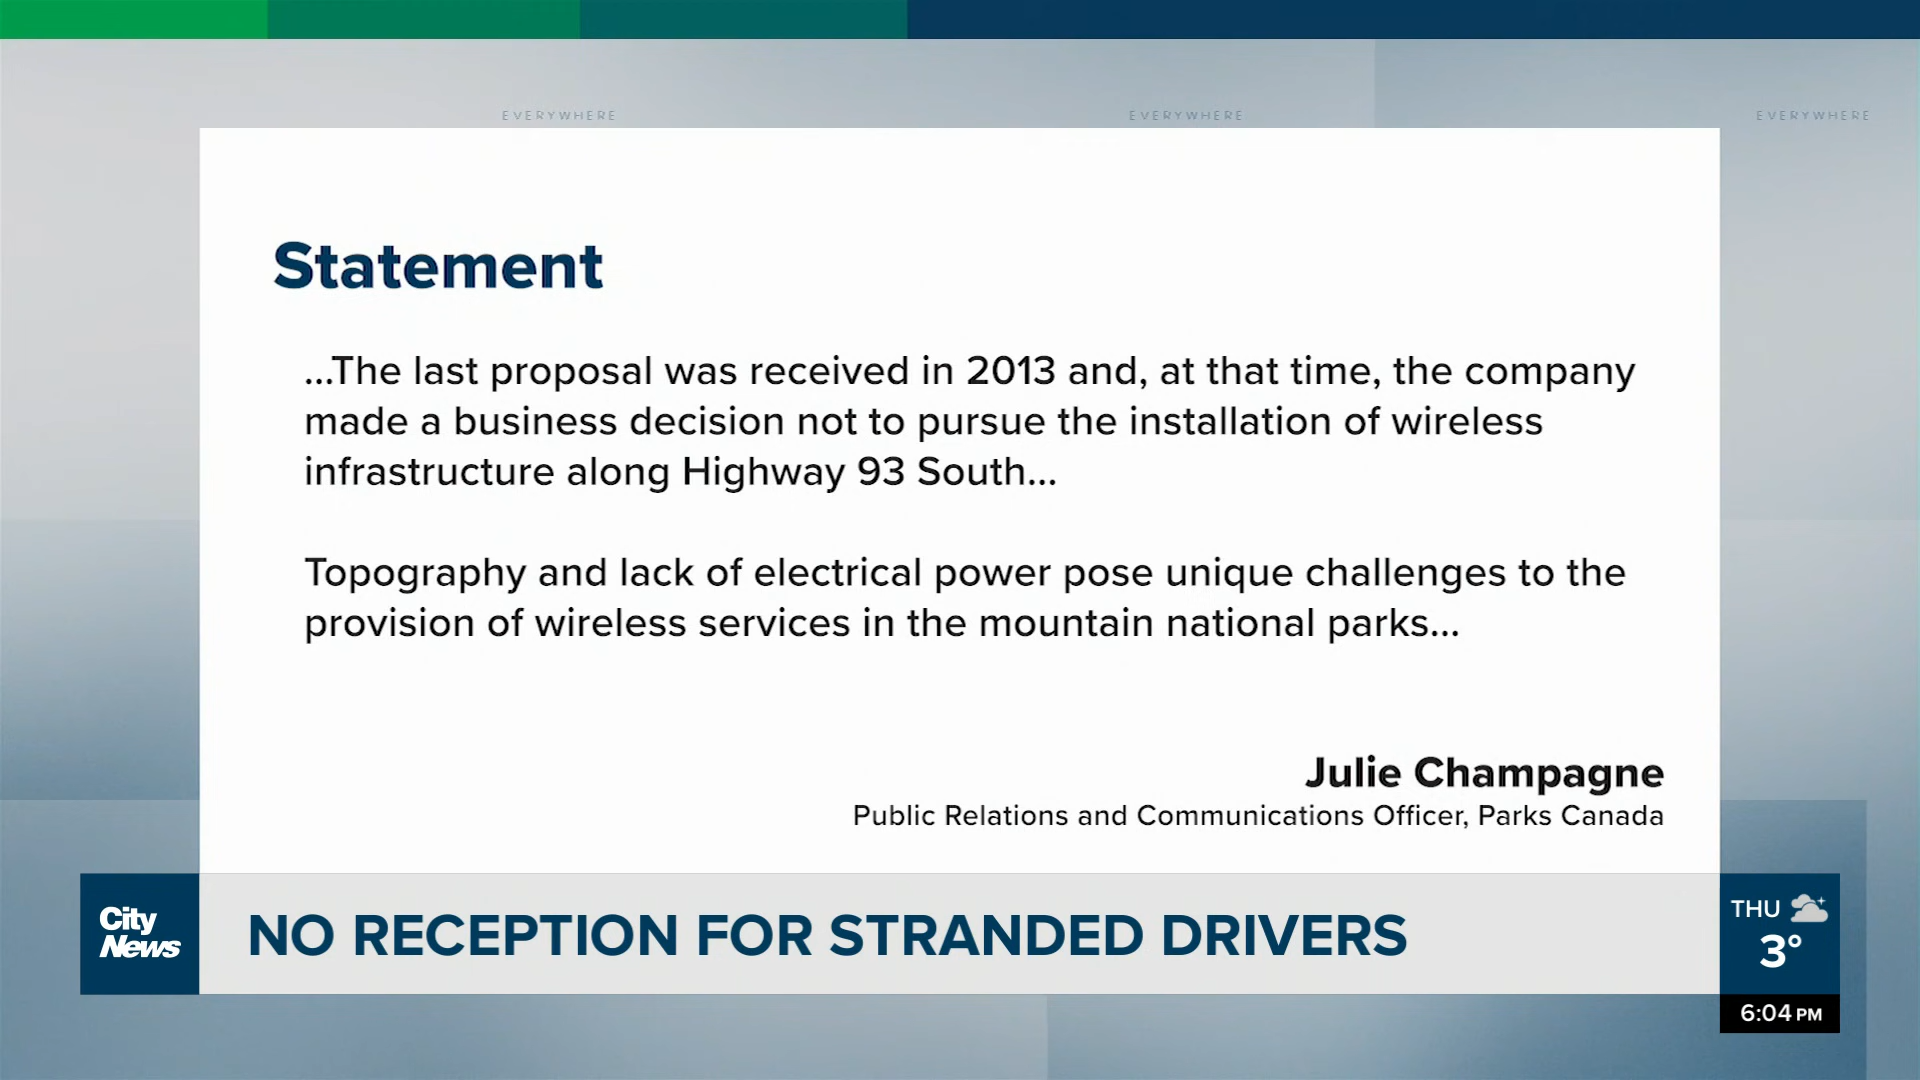 EVERYWHERE EVERYWHERE EVERYWHERE
Statement
...The last proposal was received in 2013 and, at that time, the company
made a business decision not to pursue the installation of wireless
infrastructure along Highway 93 South...
Topography and lack of electrical power pose unique challenges to the
provision of wireless services in the mountain national parks...
Julie Champagne
Public Relations and Communications Officer, Parks Canada
City
News
NO RECEPTION FOR STRANDED DRIVERS
THU
3°
6:04 PM